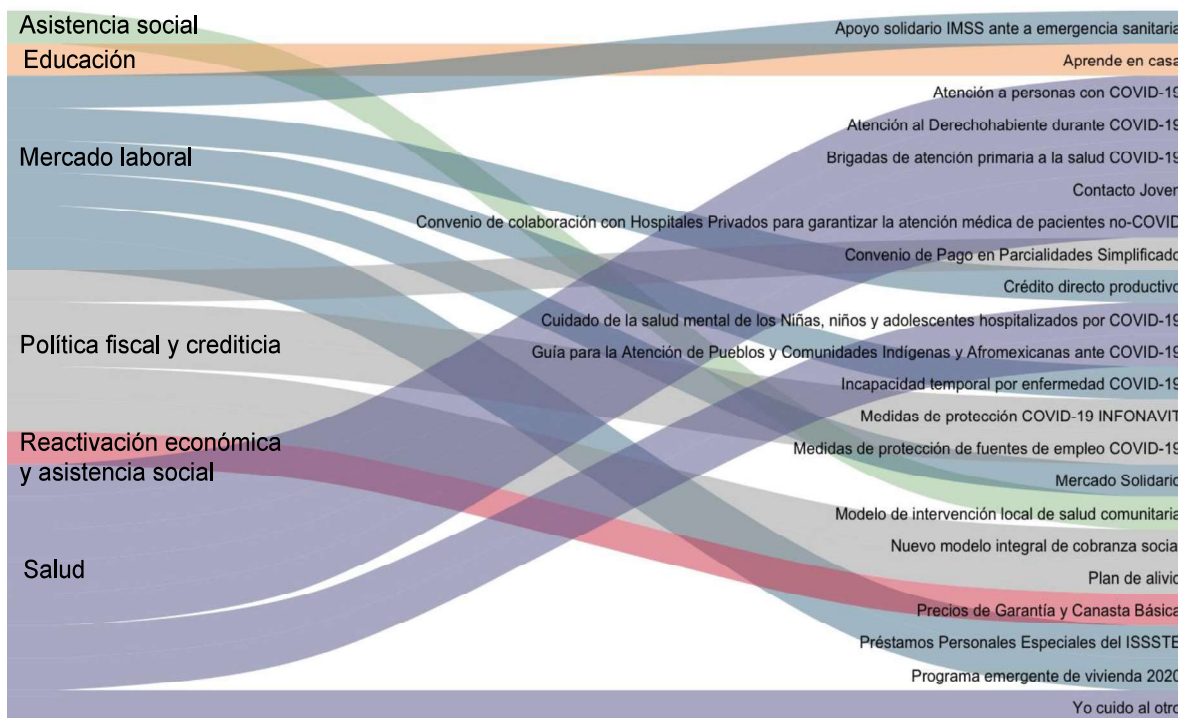 Asistencia social
Educación
Mercado laboral
Política fiscal y crediticia
Reactivación económica
y asistencia social
Salud
Apoyo solidario IMSS ante a emergencia sanitaria
Aprende en casa
Atención a personas con COVID-19
Atención al Derechohabiente durante COVID-19
Brigadas de atención primaria a la salud COVID-19
Contacto Joven
Convenio de colaboración con Hospitales Privados para garantizar la atención médica de pacientes no-COVID
Convenio de Pago en Parcialidades Simplificado
Crédito directo productivo
Cuidado de la salud mental de los Niñas, niños y adolescentes hospitalizados por COVID-19
Guía para la Atención de Pueblos y Comunidades Indígenas y Afromexicanas ante COVID-19
Incapacidad temporal por enfermedad COVID-19
Medidas de protección COVID-19 INFONAVIT
Medidas de protección de fuentes de empleo COVID-19
Mercado Solidario
Modelo de intervención local de salud comunitaria
Nuevo modelo integral de cobranza social
Plan de alivio
Precios de Garantía y Canasta Básica
Préstamos Personales Especiales del ISSSTE
Programa emergente de vivienda 2020
Yo cuido al otro